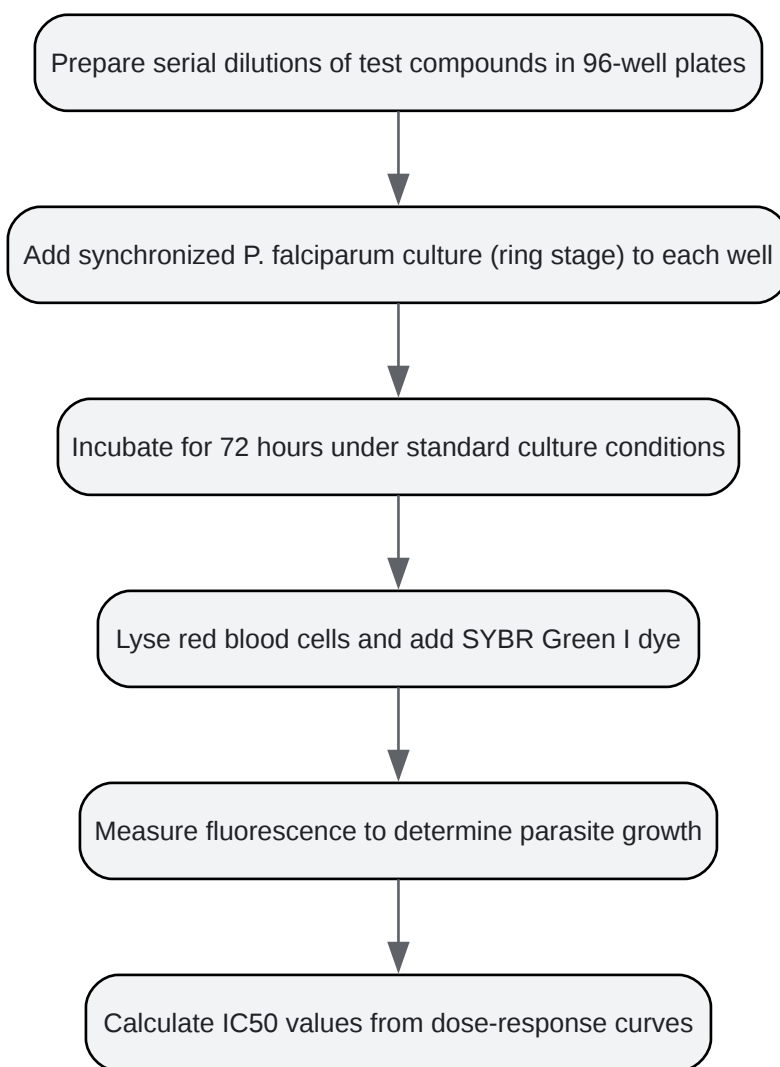 Prepare serial dilutions of test compounds in 96-well plates
Add synchronized P. falciparum culture (ring stage) to each well
Incubate for 72 hours under standard culture conditions
Lyse red blood cells and add SYBR Green I dye
Measure fluorescence to determine parasite growth
Calculate IC50 values from dose-response curves